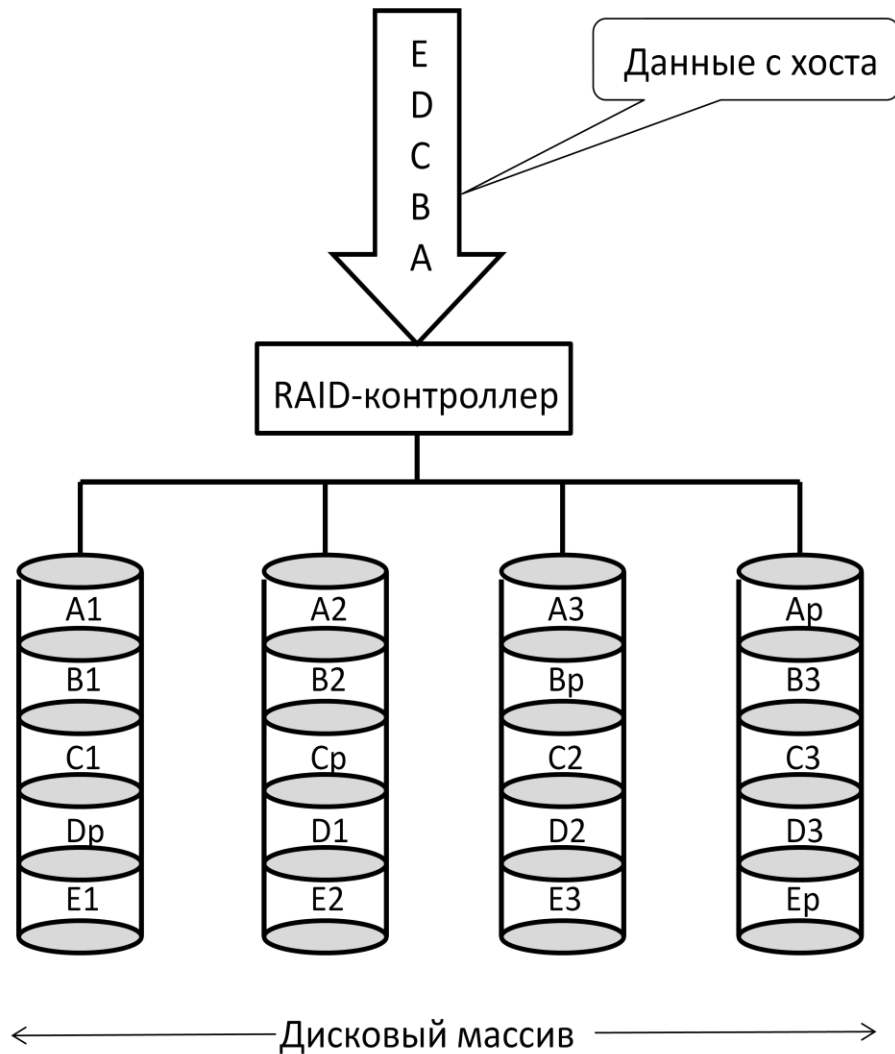 E
D
C
B
A
Данные с хоста
RAID-контроллер
A1 A2 A3 Ap
B1 B2 Bp B3
C1 Cp C2 C3
Dp D1 D2 D3
E1 E2 E3 Ep
Дисковый массив